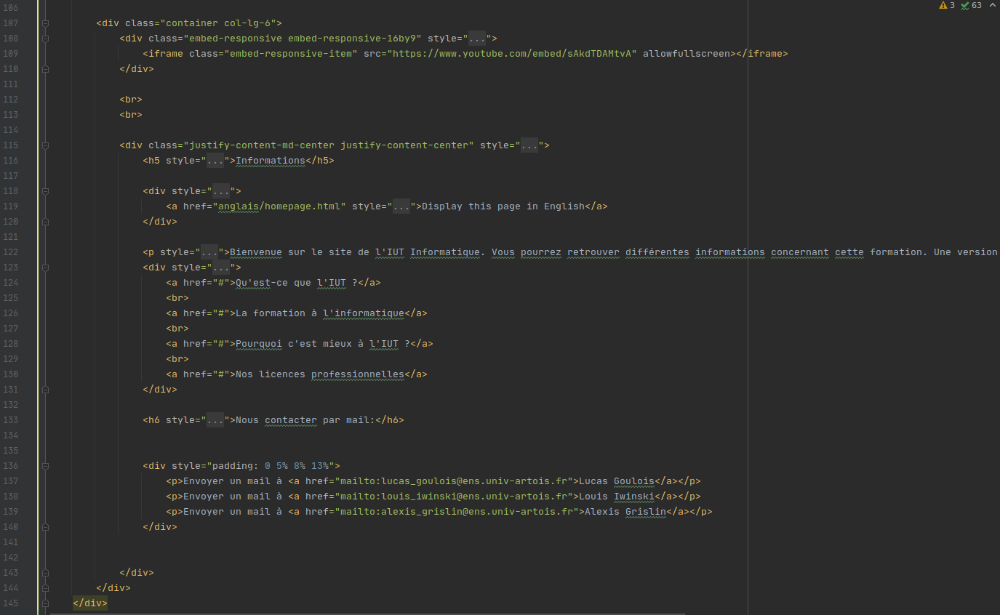 3 63
106
107 <div class="container col-lg-6">
108 <div class="embed-responsive embed-responsive-16by9" style="...">
109 <iframe class="embed-responsive-item" src="https://www.youtube.com/embed/sAkdTDAMtvA" allowfullscreen></iframe>
110 </div>
111
112 <br>
113 <br>
114
115 <div class="justify-content-md-center justify-content-center" style="...">
116 <h5 style="...">Informations</h5>
117
118 <div style="...">
119 <a href="anglais/homepage.html" style="...">Display this page in English</a>
120 </div>
121
122 <p style="...">Bienvenue sur le site de l'IUT Informatique. Vous pourrez retrouver différentes informations concernant cette formation. Une version
123 <div style="...">
124 <a href="#">Qu'est-ce que l'IUT ?</a>
125 <br>
126 <a href="#">La formation à l'informatique</a>
127 <br>
128 <a href="#">Pourquoi c'est mieux à l'IUT ?</a>
129 <br>
130 <a href="#">Nos licences professionnelles</a>
131 </div>
132
133 <h6 style="...">Nous contacter par mail:</h6>
134
135
136 <div style="padding: 0 5% 8% 13%">
137 <p>Envoyer un mail à <a href="mailto:lucas_goulois@ens.univ-artois.fr">Lucas Goulois</a></p>
138 <p>Envoyer un mail à <a href="mailto:louis_iwinski@ens.univ-artois.fr">Louis Iwinski</a></p>
139 <p>Envoyer un mail à <a href="mailto:alexis_grislin@ens.univ-artois.fr">Alexis Grislin</a></p>
140 </div>
141
142
143 </div>
144 </div>
145 </div>